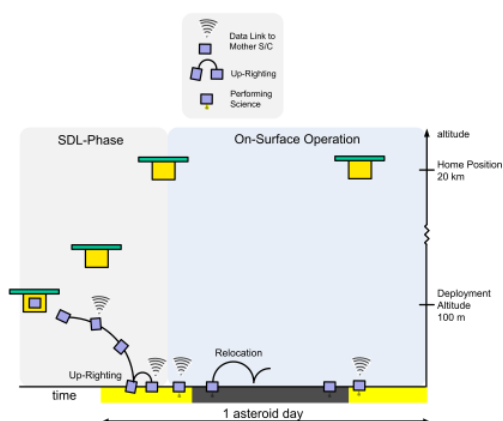 Data Link to
Mother S/C
Up-Righting
Performing
Science
SDL-Phase
On-Surface Operation
altitude
Home Position
20 km
Deployment
Altitude
100 m
Relocation
Up-Righting
time
1 asteroid day